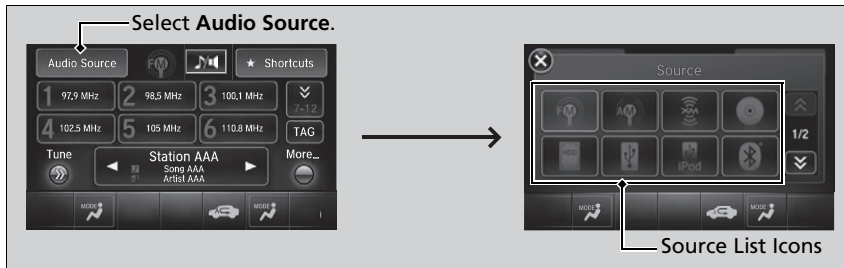 Select Audio Source.
Audio Source
FM
★ Shortcuts
1 97.9 MHz
2 98.5 MHz
3 100.1 MHz
7-12
4 102.5 MHz
5 105 MHz
6 110.8 MHz
TAG
Tune
Station AAA
Song AAA
Artist AAA
More...
MODE
MODE
Source
FM
AM
XM
1/2
HDD
iPod
MODE
MODE
Source List Icons